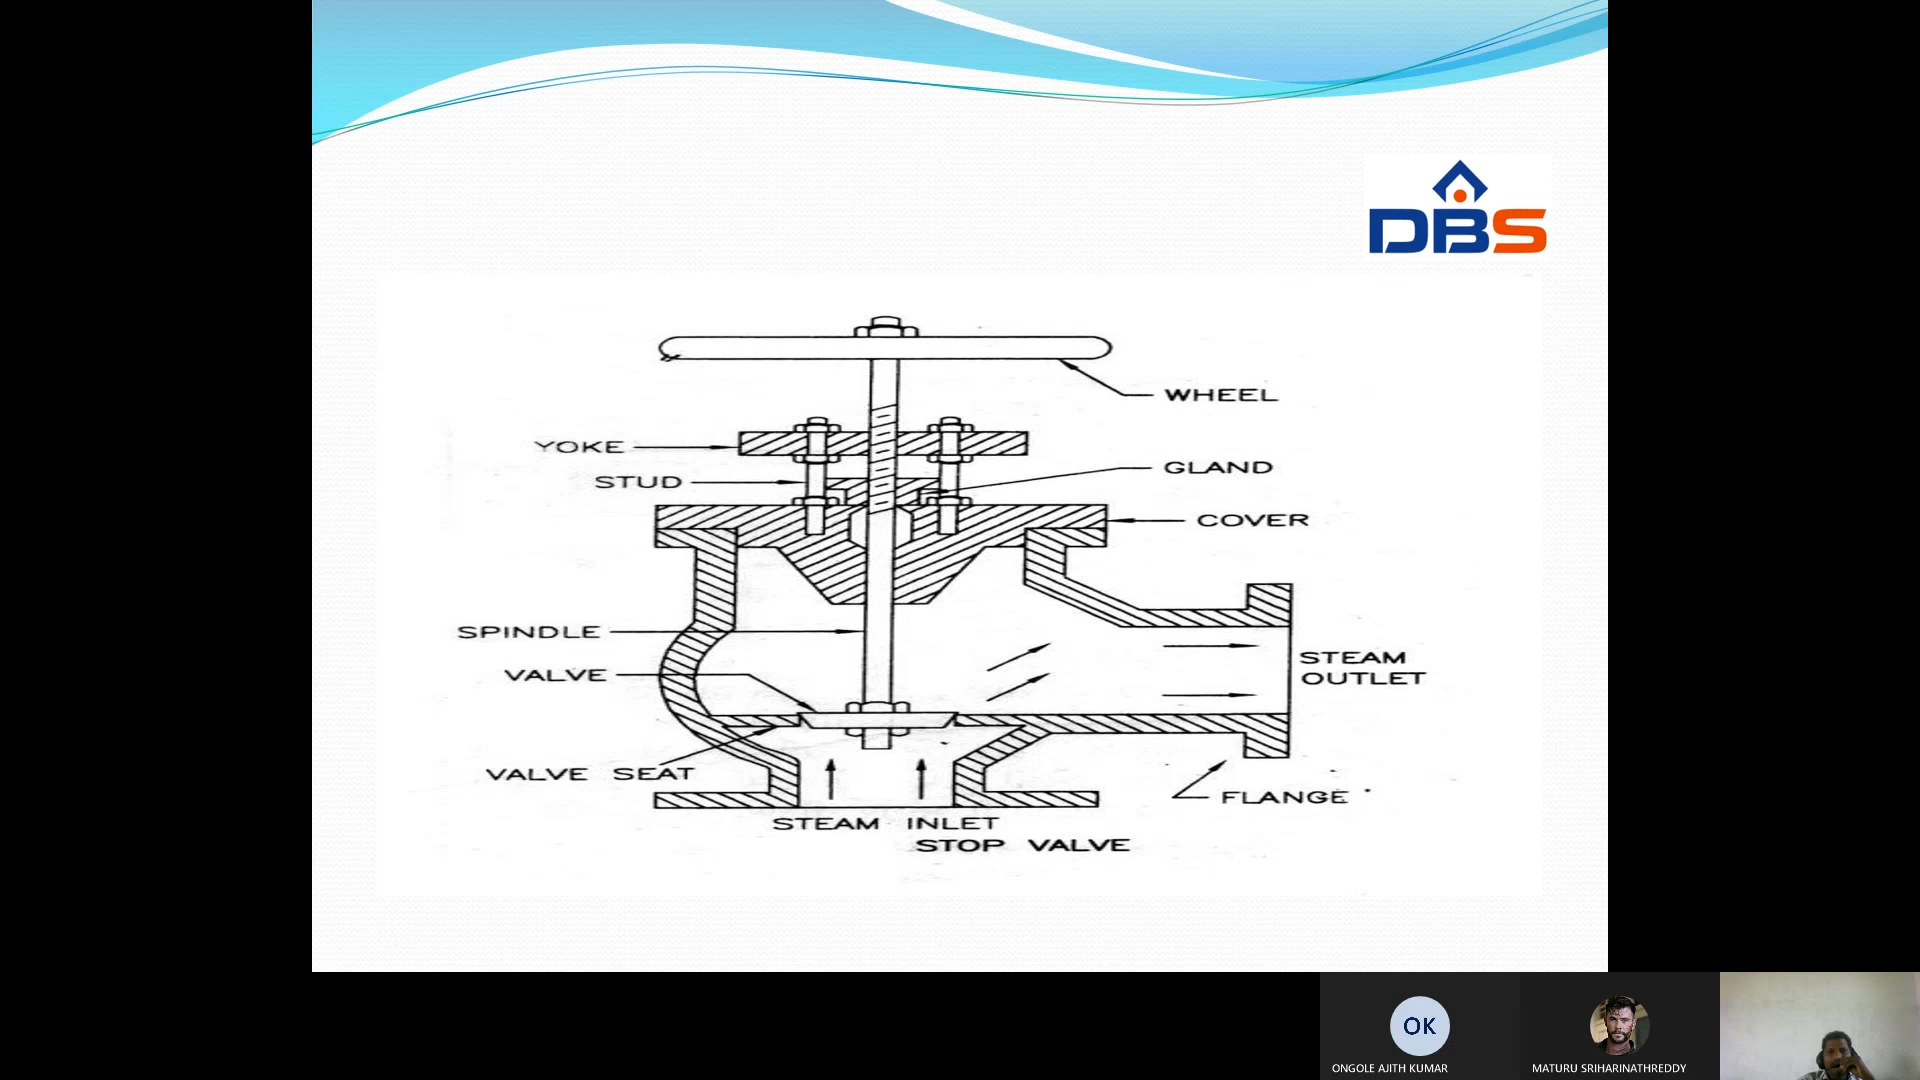 DBS
WHEEL
YOKE
GLAND
STUD
COVER
SPINDLE
STEAM
OUTLET
VALVE
VALVE SEAT
FLANGE
STEAM INLET
STOP VALVE
OK
ONGOLE AJITH KUMAR
MATURU SRIHARINATHREDDY